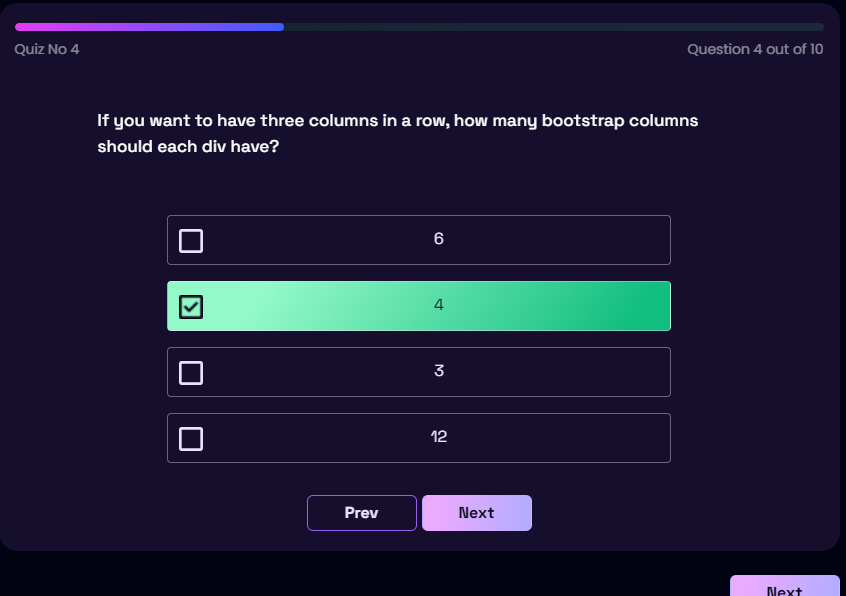 Quiz No 4
Question 4 out of 10
If you want to have three columns in a row, how many bootstrap columns
should each div have?
6
4
3
12
Prev
Next
Next